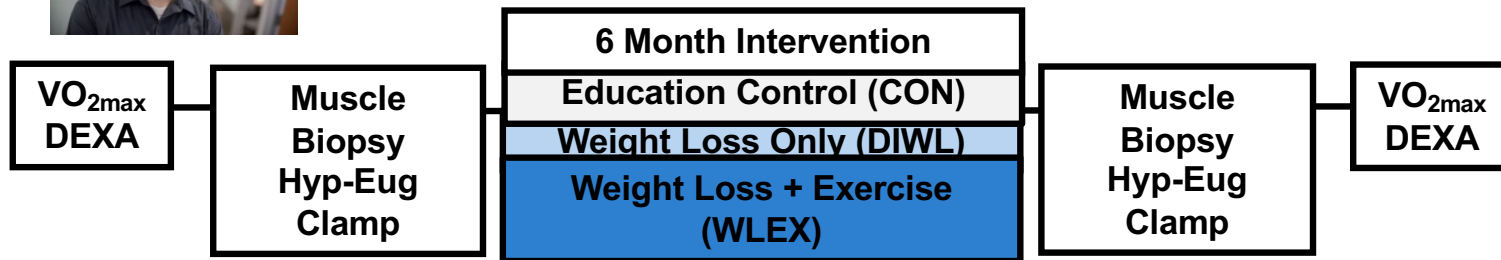 VO2max
DEXA
Muscle
Biopsy
Hyp-Eug
Clamp
6 Month Intervention
Education Control (CON)
Weight Loss Only (DIWL)
Weight Loss + Exercise
(WLEX)
Muscle
Biopsy
Hyp-Eug
Clamp
VO2max
DEXA